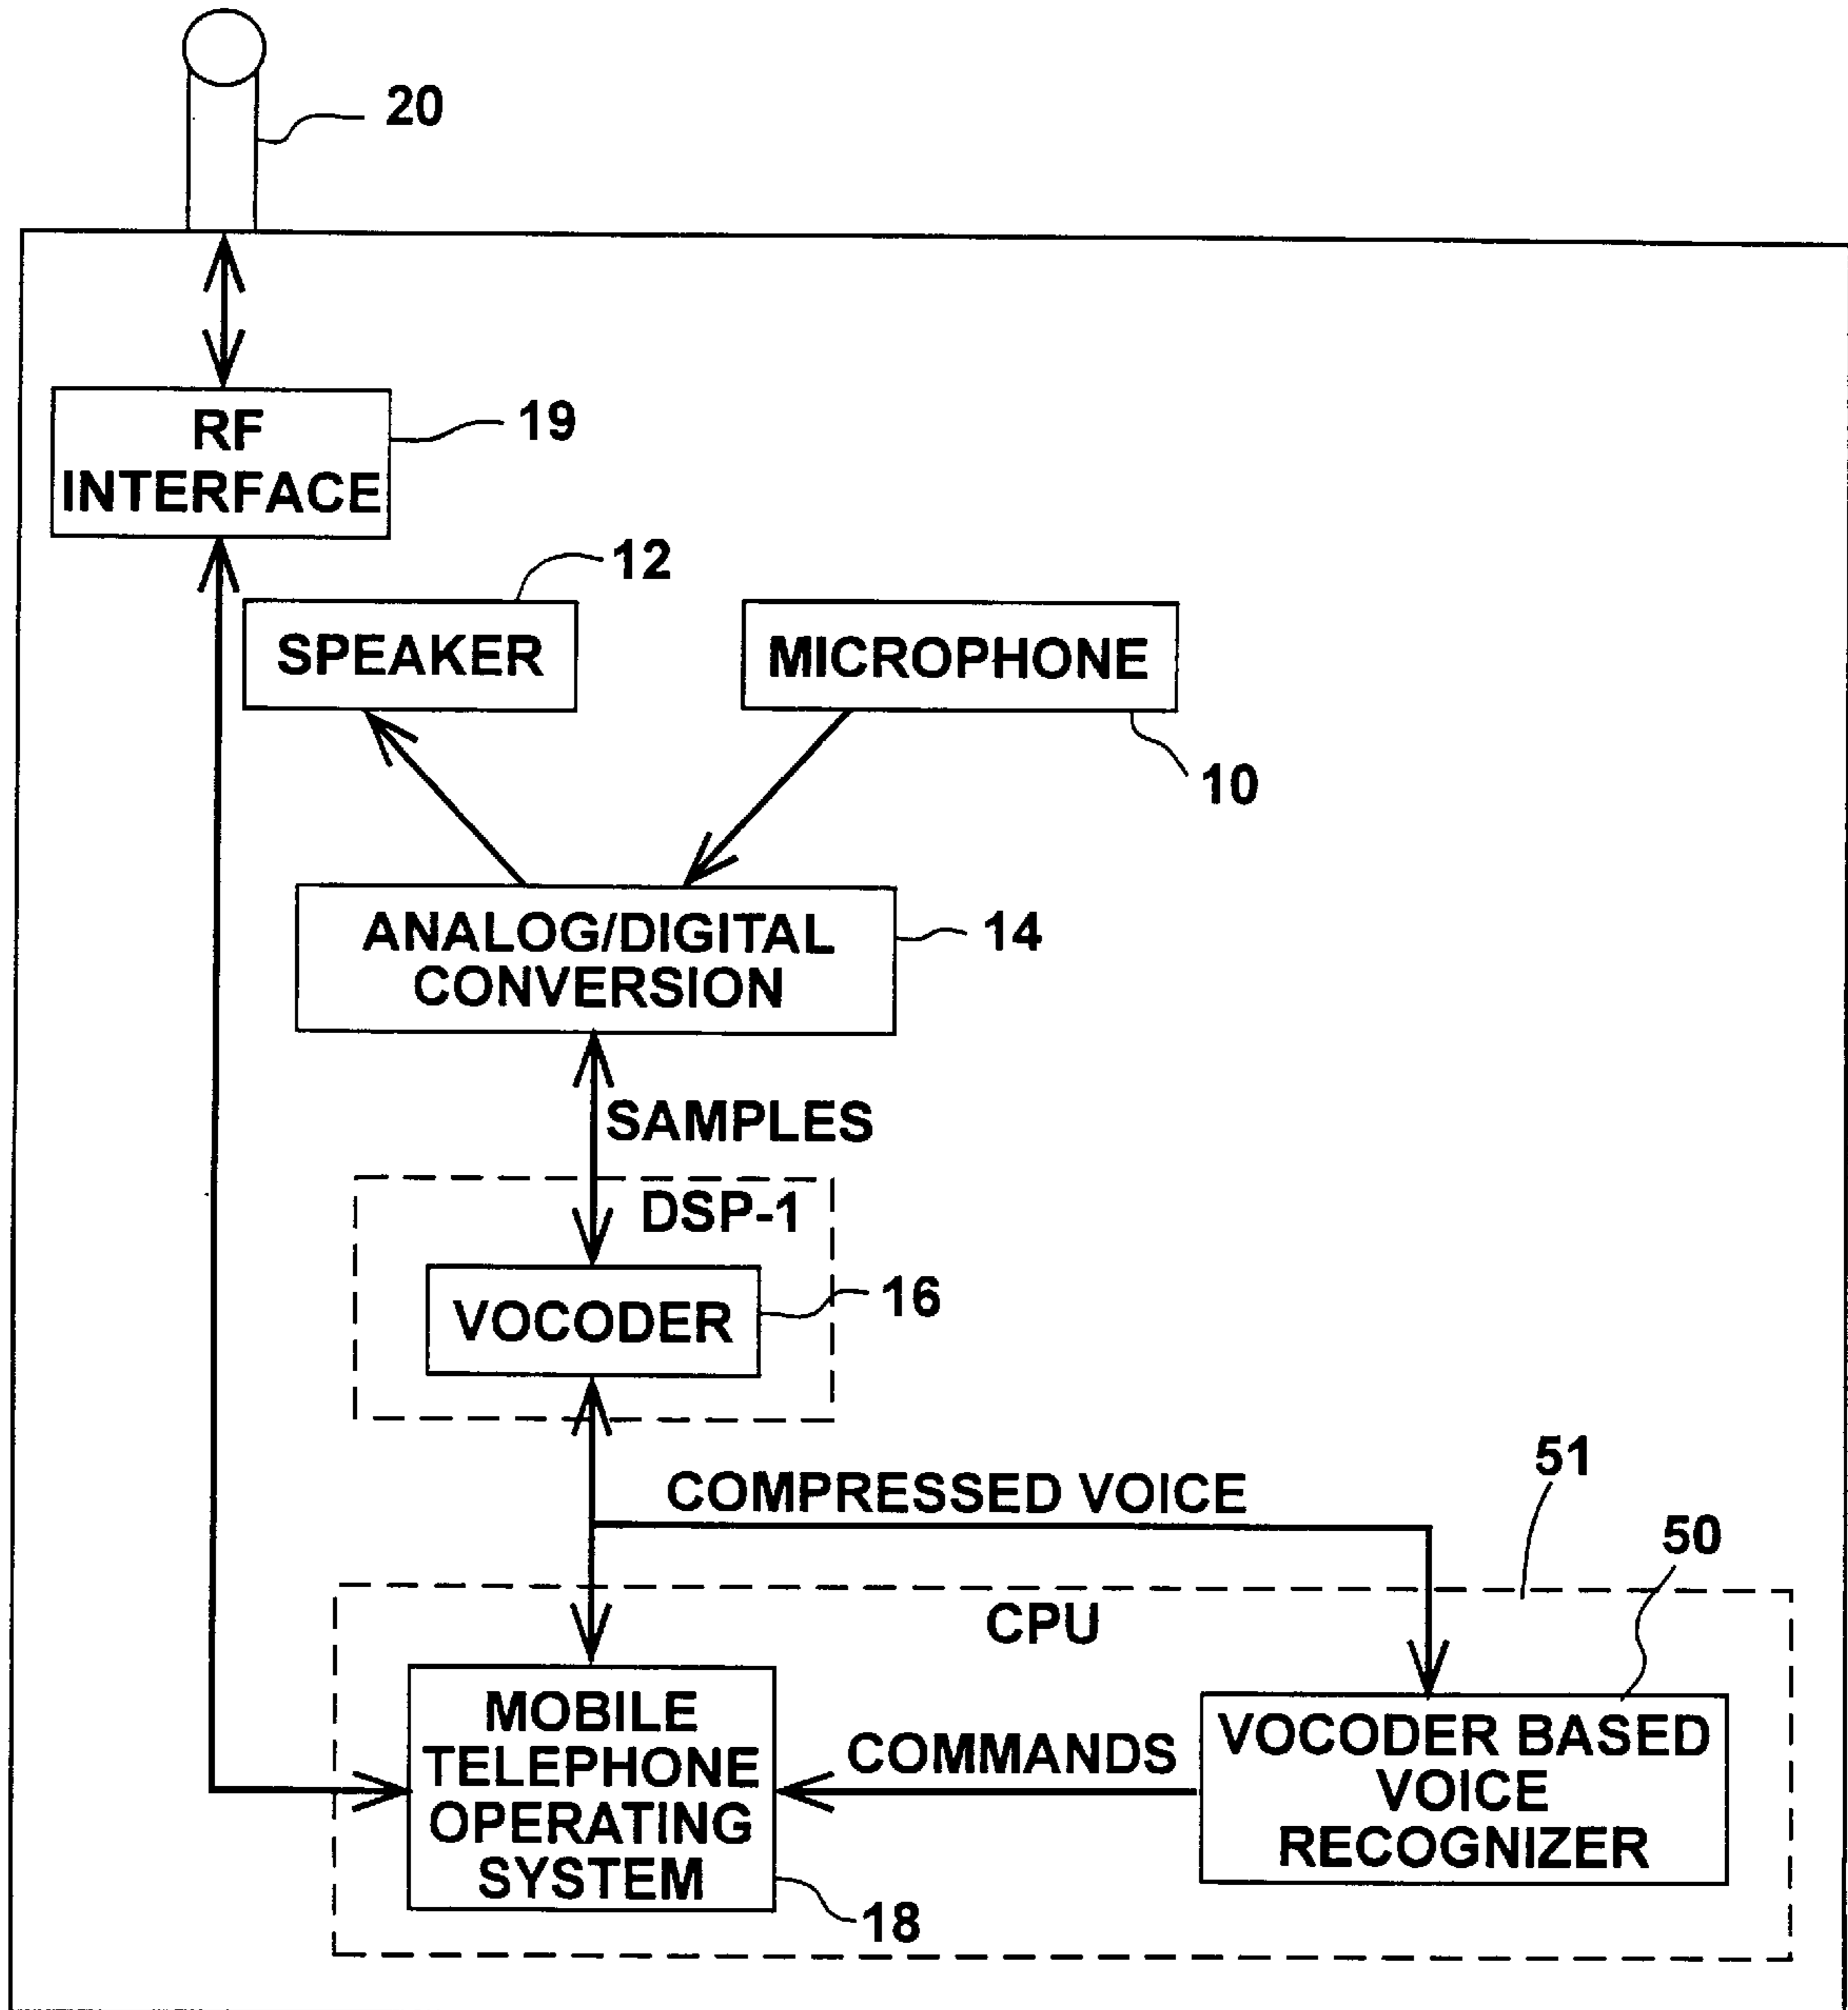 20
RF
INTERFACE
19
12
SPEAKER
MICROPHONE
10
ANALOG/DIGITAL
CONVERSION
14
SAMPLES
DSP-1
VOCODER
16
COMPRESSED VOICE
51
50
CPU
MOBILE
TELEPHONE
OPERATING
SYSTEM
18
COMMANDS
VOCODER BASED
VOICE
RECOGNIZER